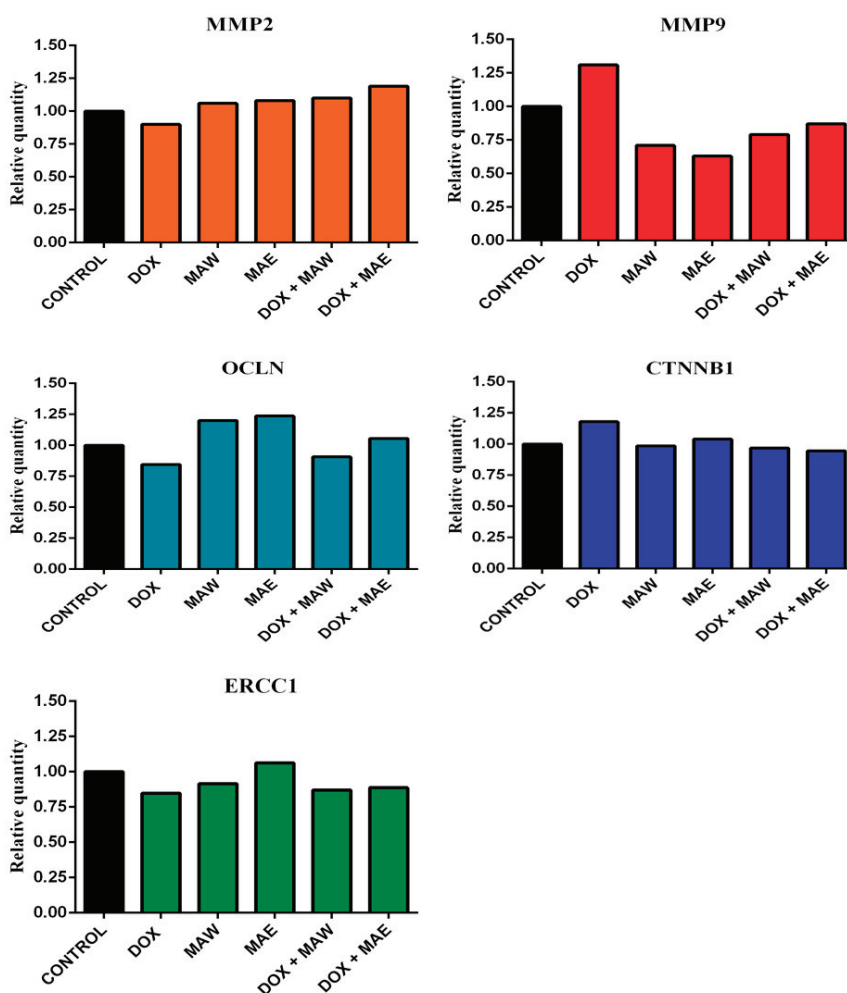 MMP2
Relative quantity
1.50
1.25
1.00
0.75
0.50
0.25
0.00
CONTROL
DOX
MAW
MAE
DOX + MAW
DOX + MAE
MMP9
Relative quantity
1.50
1.25
1.00
0.75
0.50
0.25
0.00
CONTROL
DOX
MAW
MAE
DOX + MAW
DOX + MAE
OCLN
Relative quantity
1.50
1.25
1.00
0.75
0.50
0.25
0.00
CONTROL
DOX
MAW
MAE
DOX + MAW
DOX + MAE
CTNNB1
Relative quantity
1.50
1.25
1.00
0.75
0.50
0.25
0.00
CONTROL
DOX
MAW
MAE
DOX + MAW
DOX + MAE
ERCC1
Relative quantity
1.50
1.25
1.00
0.75
0.50
0.25
0.00
CONTROL
DOX
MAW
MAE
DOX + MAW
DOX + MAE